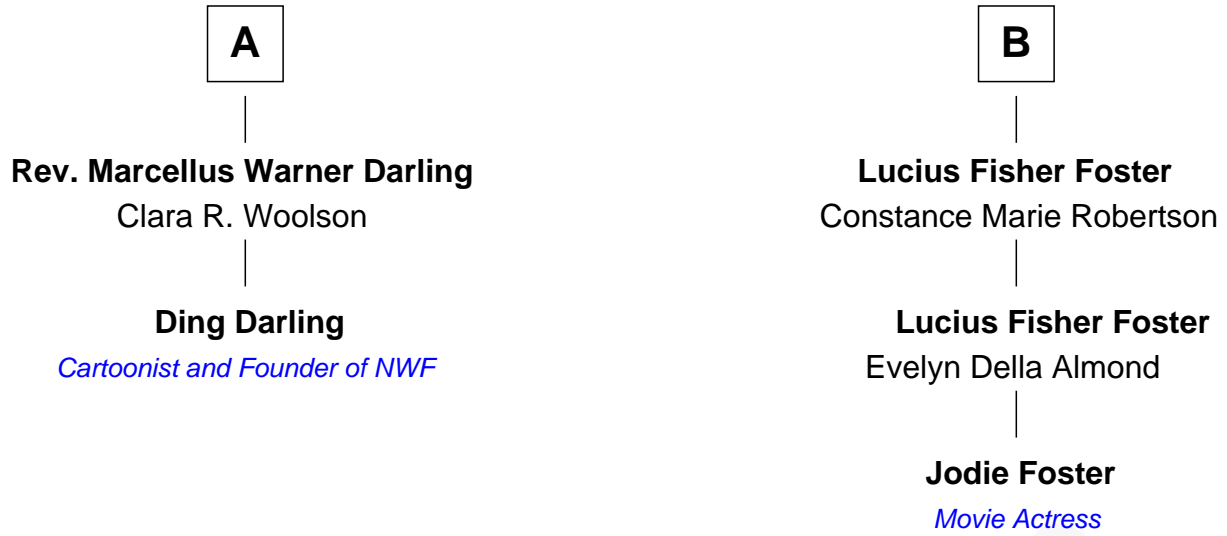 A
Rev. Marcellus Warner Darling
Clara R. Woolson
Ding Darling
Cartoonist and Founder of NWF
B
Lucius Fisher Foster
Constance Marie Robertson
Lucius Fisher Foster
Evelyn Della Almond
Jodie Foster
Movie Actress